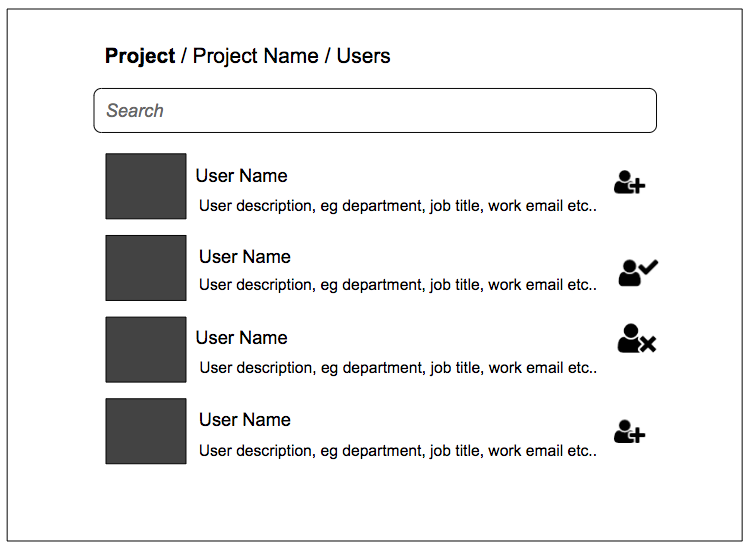 Project / Project Name / Users
Search
User Name
User description, eg department, job title, work email etc..
User Name
User description, eg department, job title, work email etc..
User Name
User description, eg department, job title, work email etc..
User Name
User description, eg department, job title, work email etc..